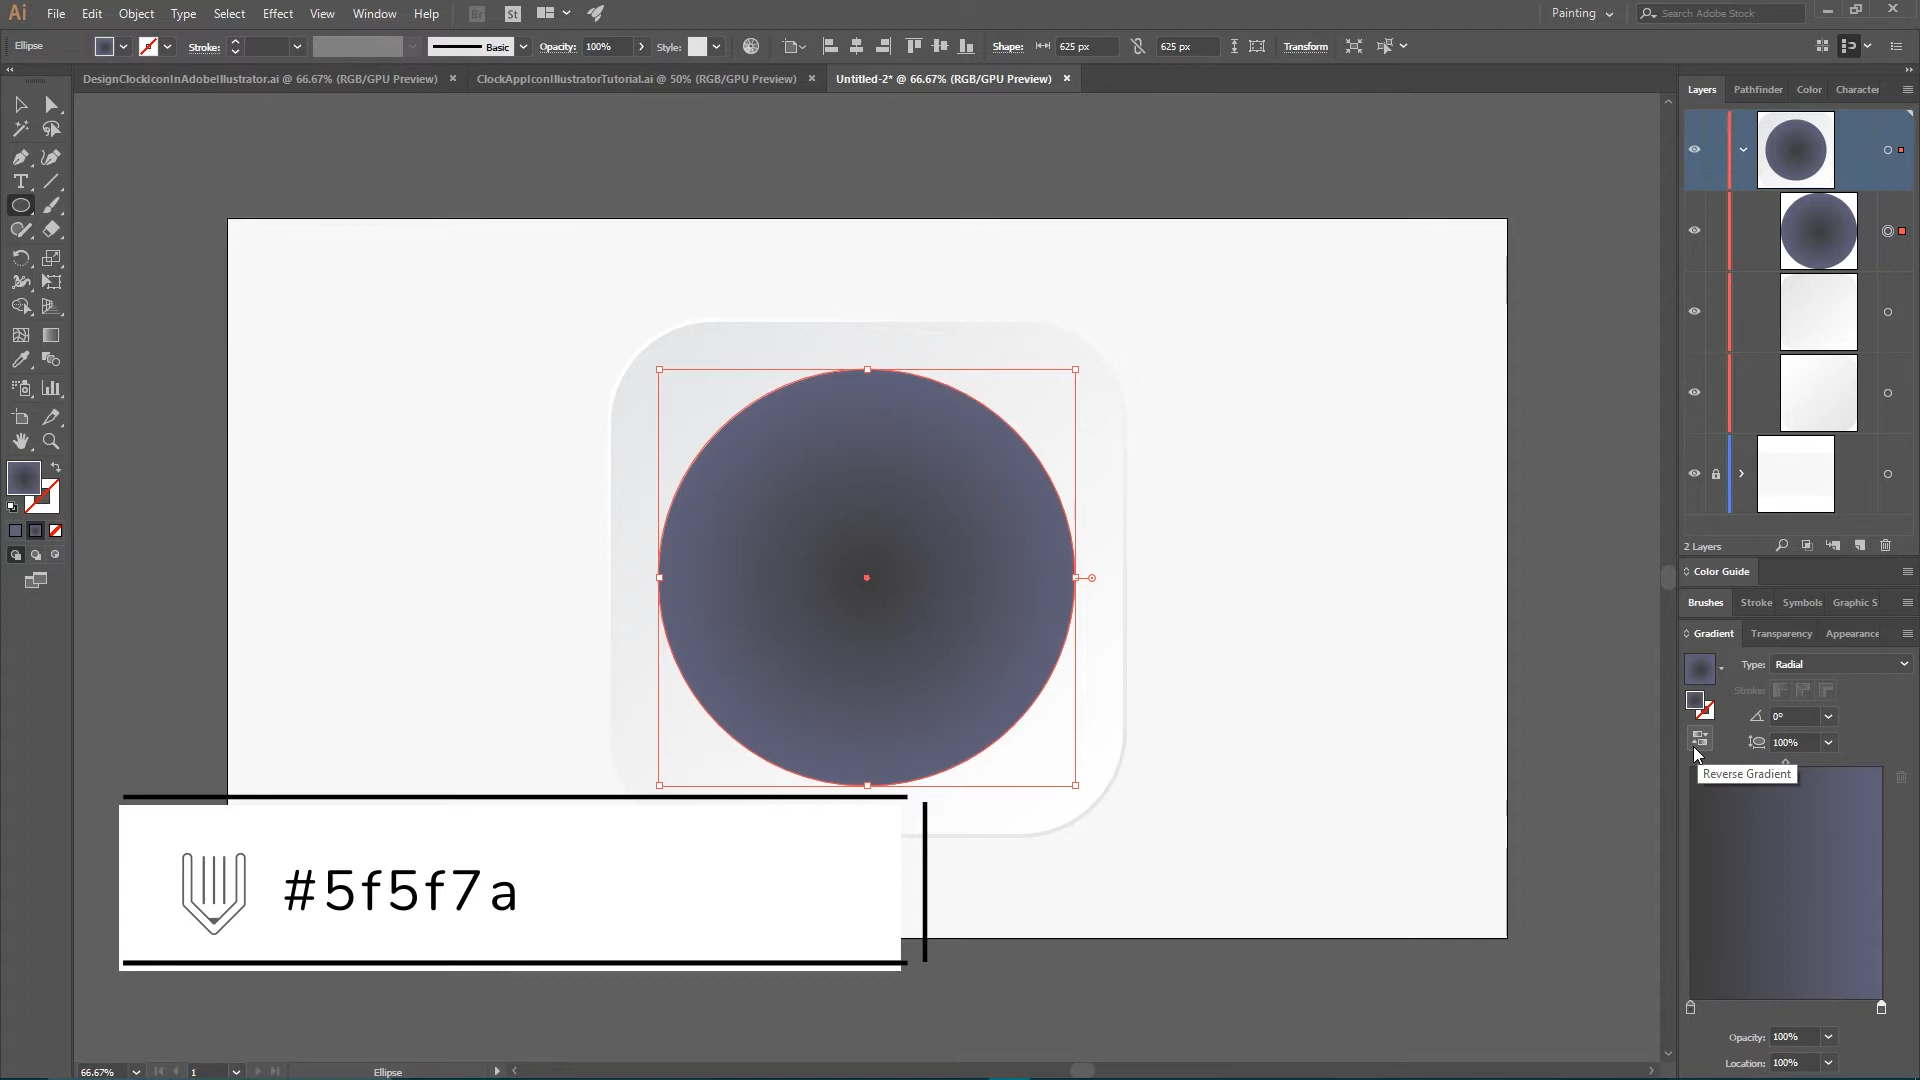 Ai File Edit Object Type Select Effect View Window Help Br St Painting Search Adobe Stock
Ellipse Stroke: Basic Opacity: 100% Style: Shape: 625 px 625 px Transform
DesignClockIconInAdobeIllustrator.ai @ 66.67% (RGB/GPU Preview) ClockAppIconIllustratorTutorial.ai @ 50% (RGB/GPU Preview) Untitled-2* @ 66.67% (RGB/GPU Preview)
Layers Pathfinder Color Character
2 Layers
Color Guide
Brushes Stroke Symbols Graphic S
Gradient Transparency Appearance
Type: Radial
Stroke:
0°
100%
Reverse Gradient
#5f5f7a
Opacity: 100%
Location: 100%
66.67% 1 Ellipse